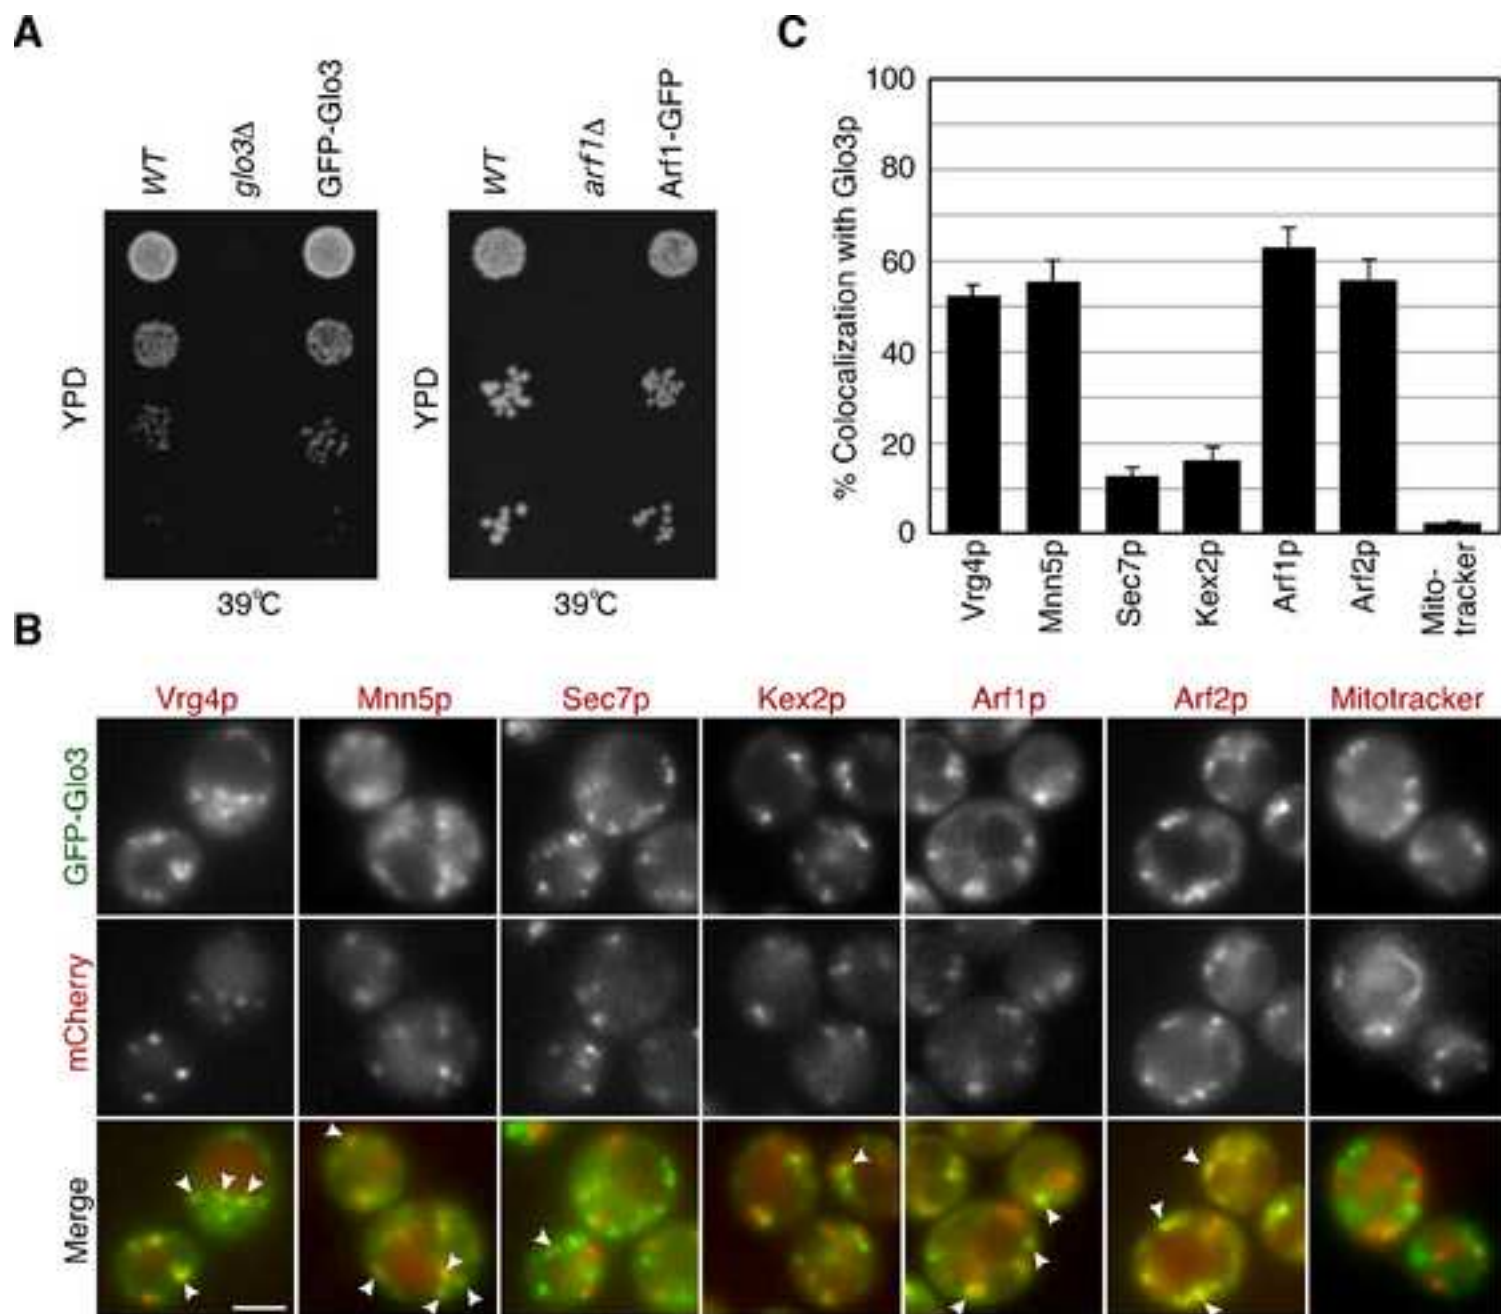 A
WT
glo3Δ
GFP-Glo3
WT
arf1Δ
Arf1-GFP
YPD
YPD
39°C
39°C
C
% Colocalization with Glo3p
100
80
60
40
20
0
Vrg4p
Mnn5p
Sec7p
Kex2p
Arf1p
Arf2p
Mito-
tracker
B
Vrg4p Mnn5p Sec7p Kex2p Arf1p Arf2p Mitotracker
GFP-Glo3
mCherry
Merge